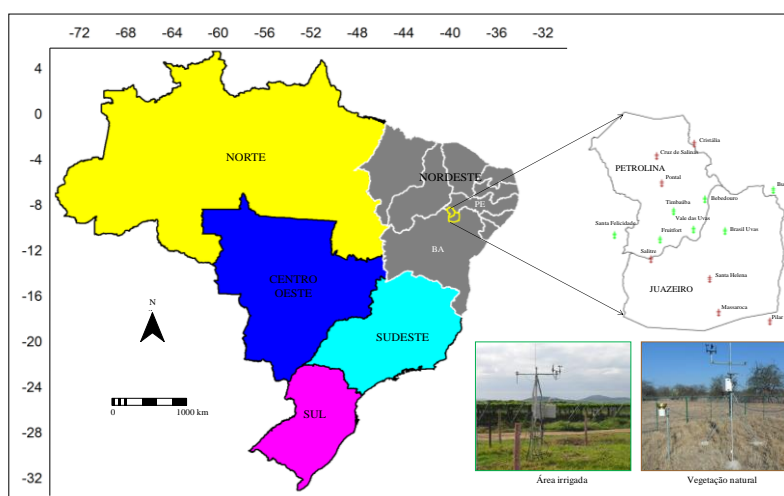 -72 -68 -64 -60 -56 -52 -48 -44 -40 -36 -32
4
0
-4
-8
-12
-16
-20
-24
-28
-32
NORTE
NORDESTE
PE
BA
CENTRO
OESTE
SUDESTE
SUL
N
0 1000 km
Cristália
Cruz de Salinas
PETROLINA
Pontal
Bebedouro
Timbaúba
Vale das Uvas
Santa Felicidade
Fruitfort
Brasil Uvas
Salitre
Santa Helena
JUAZEIRO
Massaroca
Pilar
Área irrigada
Vegetação natural